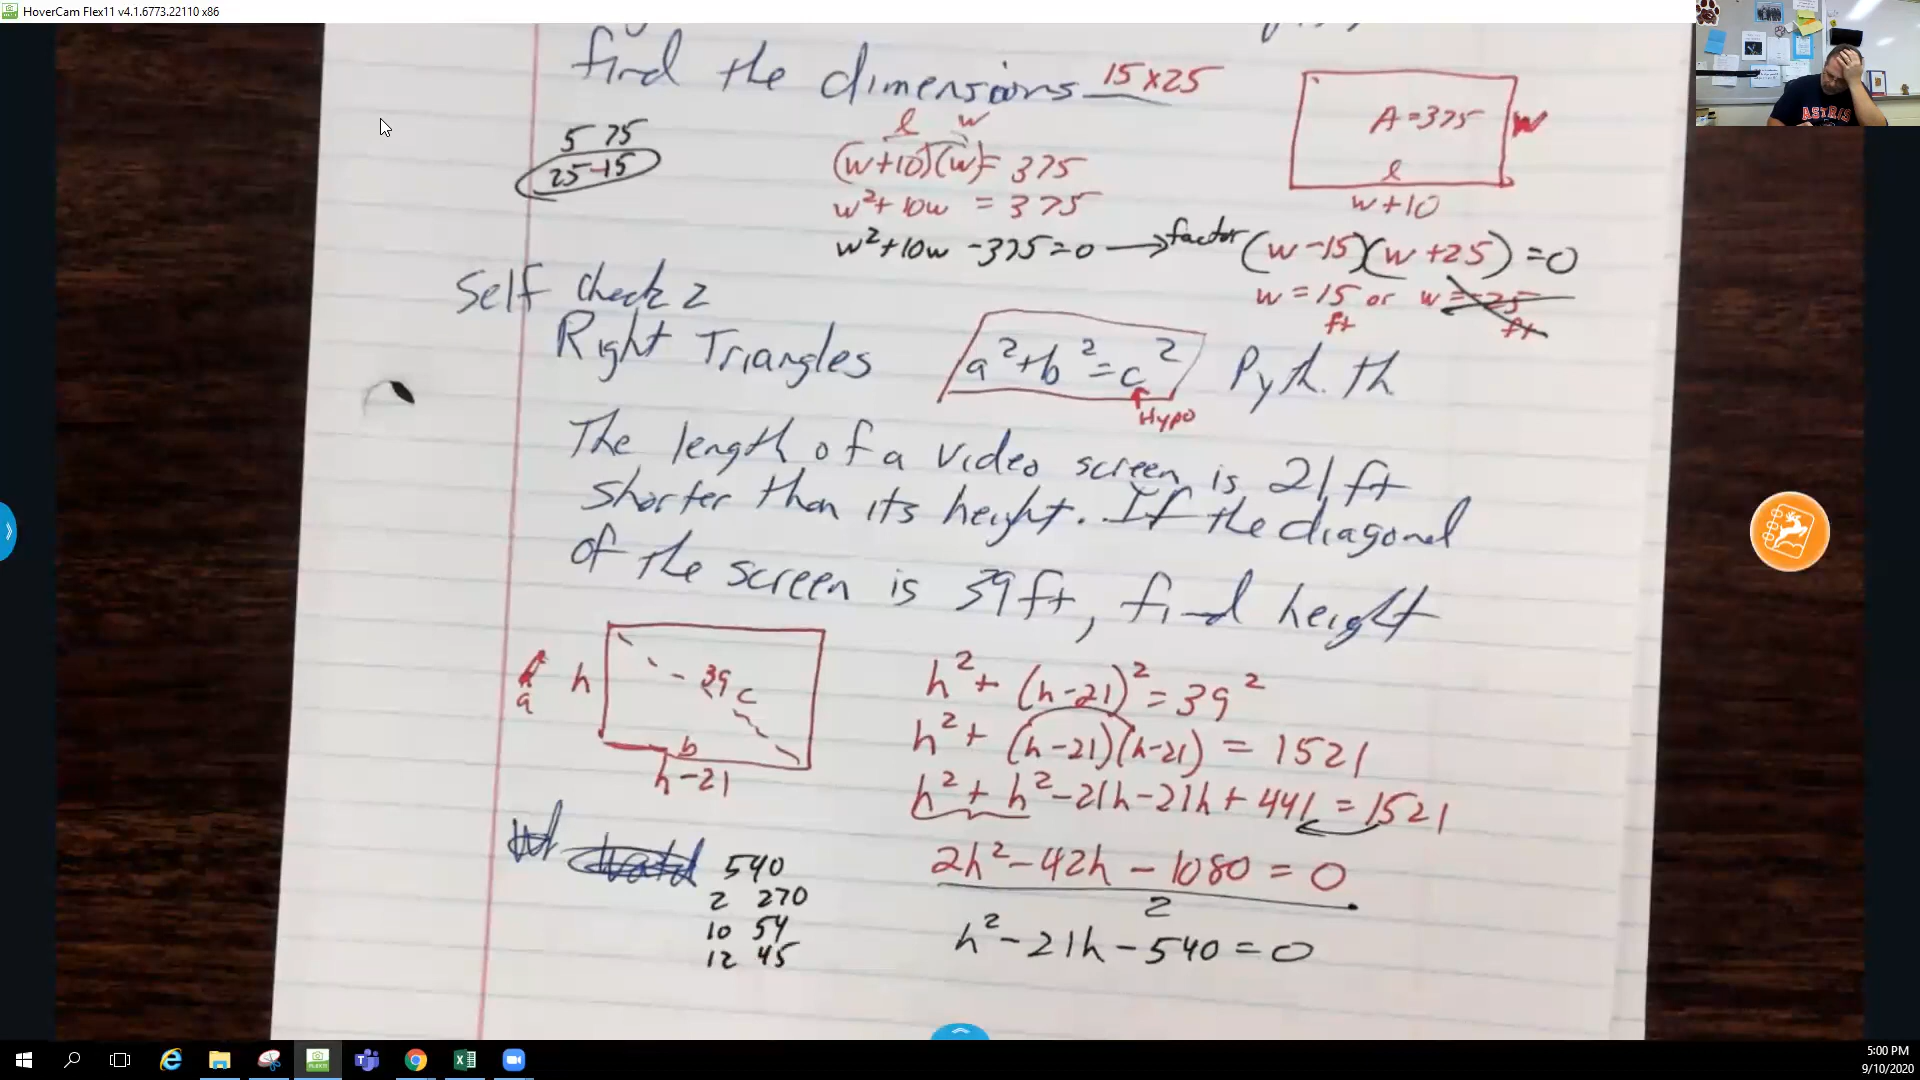 HoverCam Flex11 v4.1.6773.22110 x86
find the dimensions 15x25
5 75
25-15
l w
(w+10)(w)=375
w²+10w = 375
w²+10w -375=0 → factor (w-15)(w+25)=0
A=375 w
l
w+10
w=15 or w=-25
ft ft
Self Check 2
Right Triangles a²+b²=c² Pyth. th
Hypo
The length of a video screen is 21 ft
shorter than its height. If the diagonal
of the screen is 39 ft, find height
a h 39 c
b
h-21
h²+(h-21)²=39²
h²+(h-21)(h-21)=1521
h²+h²-21h-21h+441=1521
2h²-42h-1080=0
2
h²-21h-540=0
540
2 270
10 54
12 45
ASTROS
5:00 PM
9/10/2020